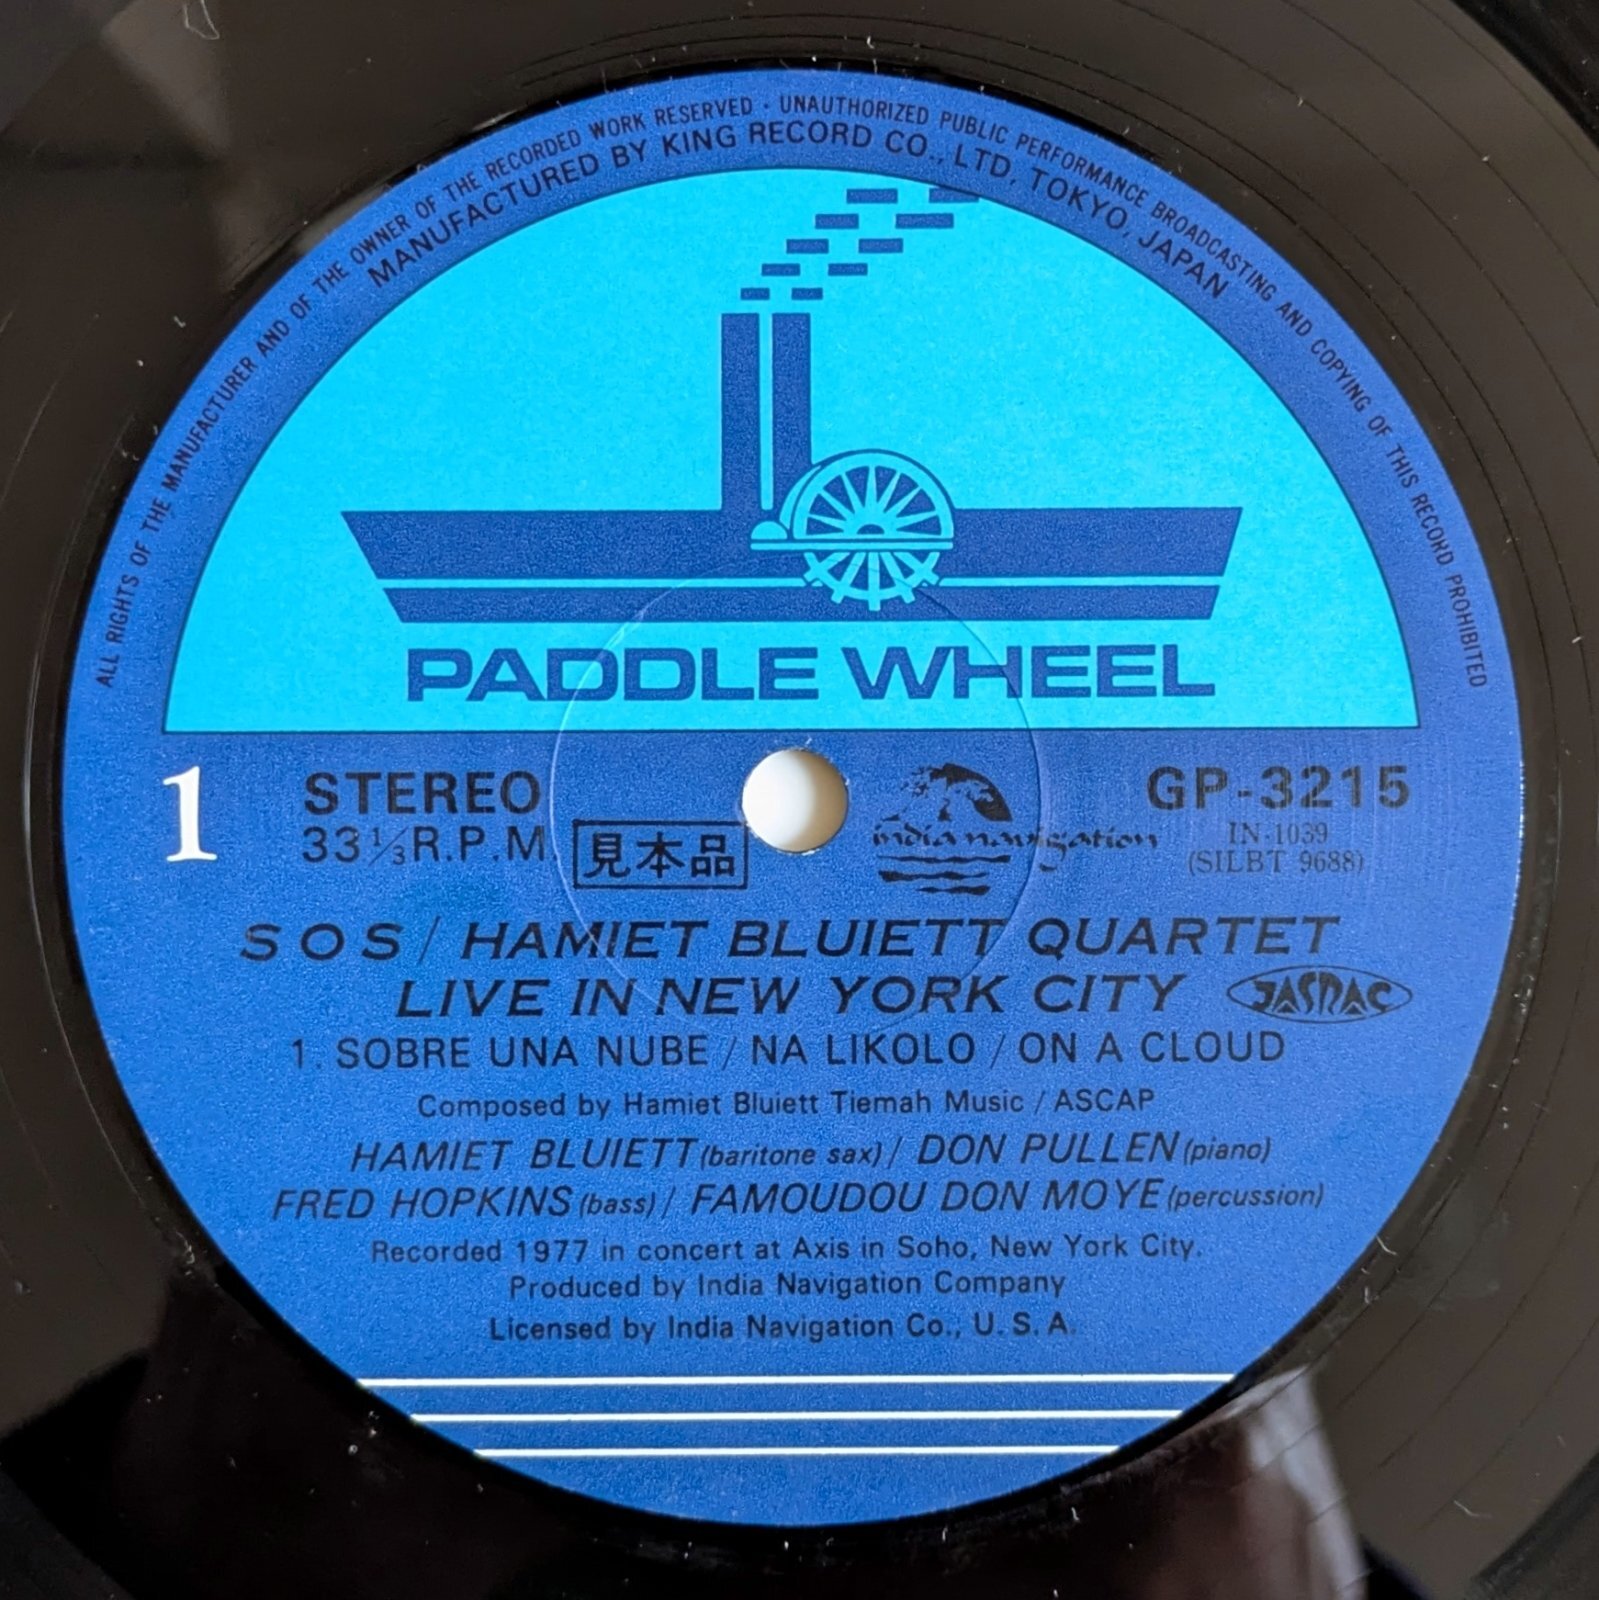 ALL RIGHTS OF THE MANUFACTURER AND OF THE OWNER OF THE RECORDED WORK RESERVED · UNAUTHORIZED PUBLIC PERFORMANCE BROADCASTING AND COPYING OF THIS RECORD PROHIBITED
MANUFACTURED BY KING RECORD CO., LTD, TOKYO, JAPAN
PADDLE WHEEL
1
STEREO
33⅓ R.P.M
見本品
india navigation
GP-3215
IN-1039
(SILBT 9688)
SOS / HAMIET BLUIETT QUARTET
LIVE IN NEW YORK CITY
JASRAC
1. SOBRE UNA NUBE / NA LIKOLO / ON A CLOUD
Composed by Hamiet Bluiett Tiemah Music / ASCAP
HAMIET BLUIETT (baritone sax) / DON PULLEN (piano)
FRED HOPKINS (bass) / FAMOUDOU DON MOYE (percussion)
Recorded 1977 in concert at Axis in Soho, New York City.
Produced by India Navigation Company
Licensed by India Navigation Co., U.S.A.